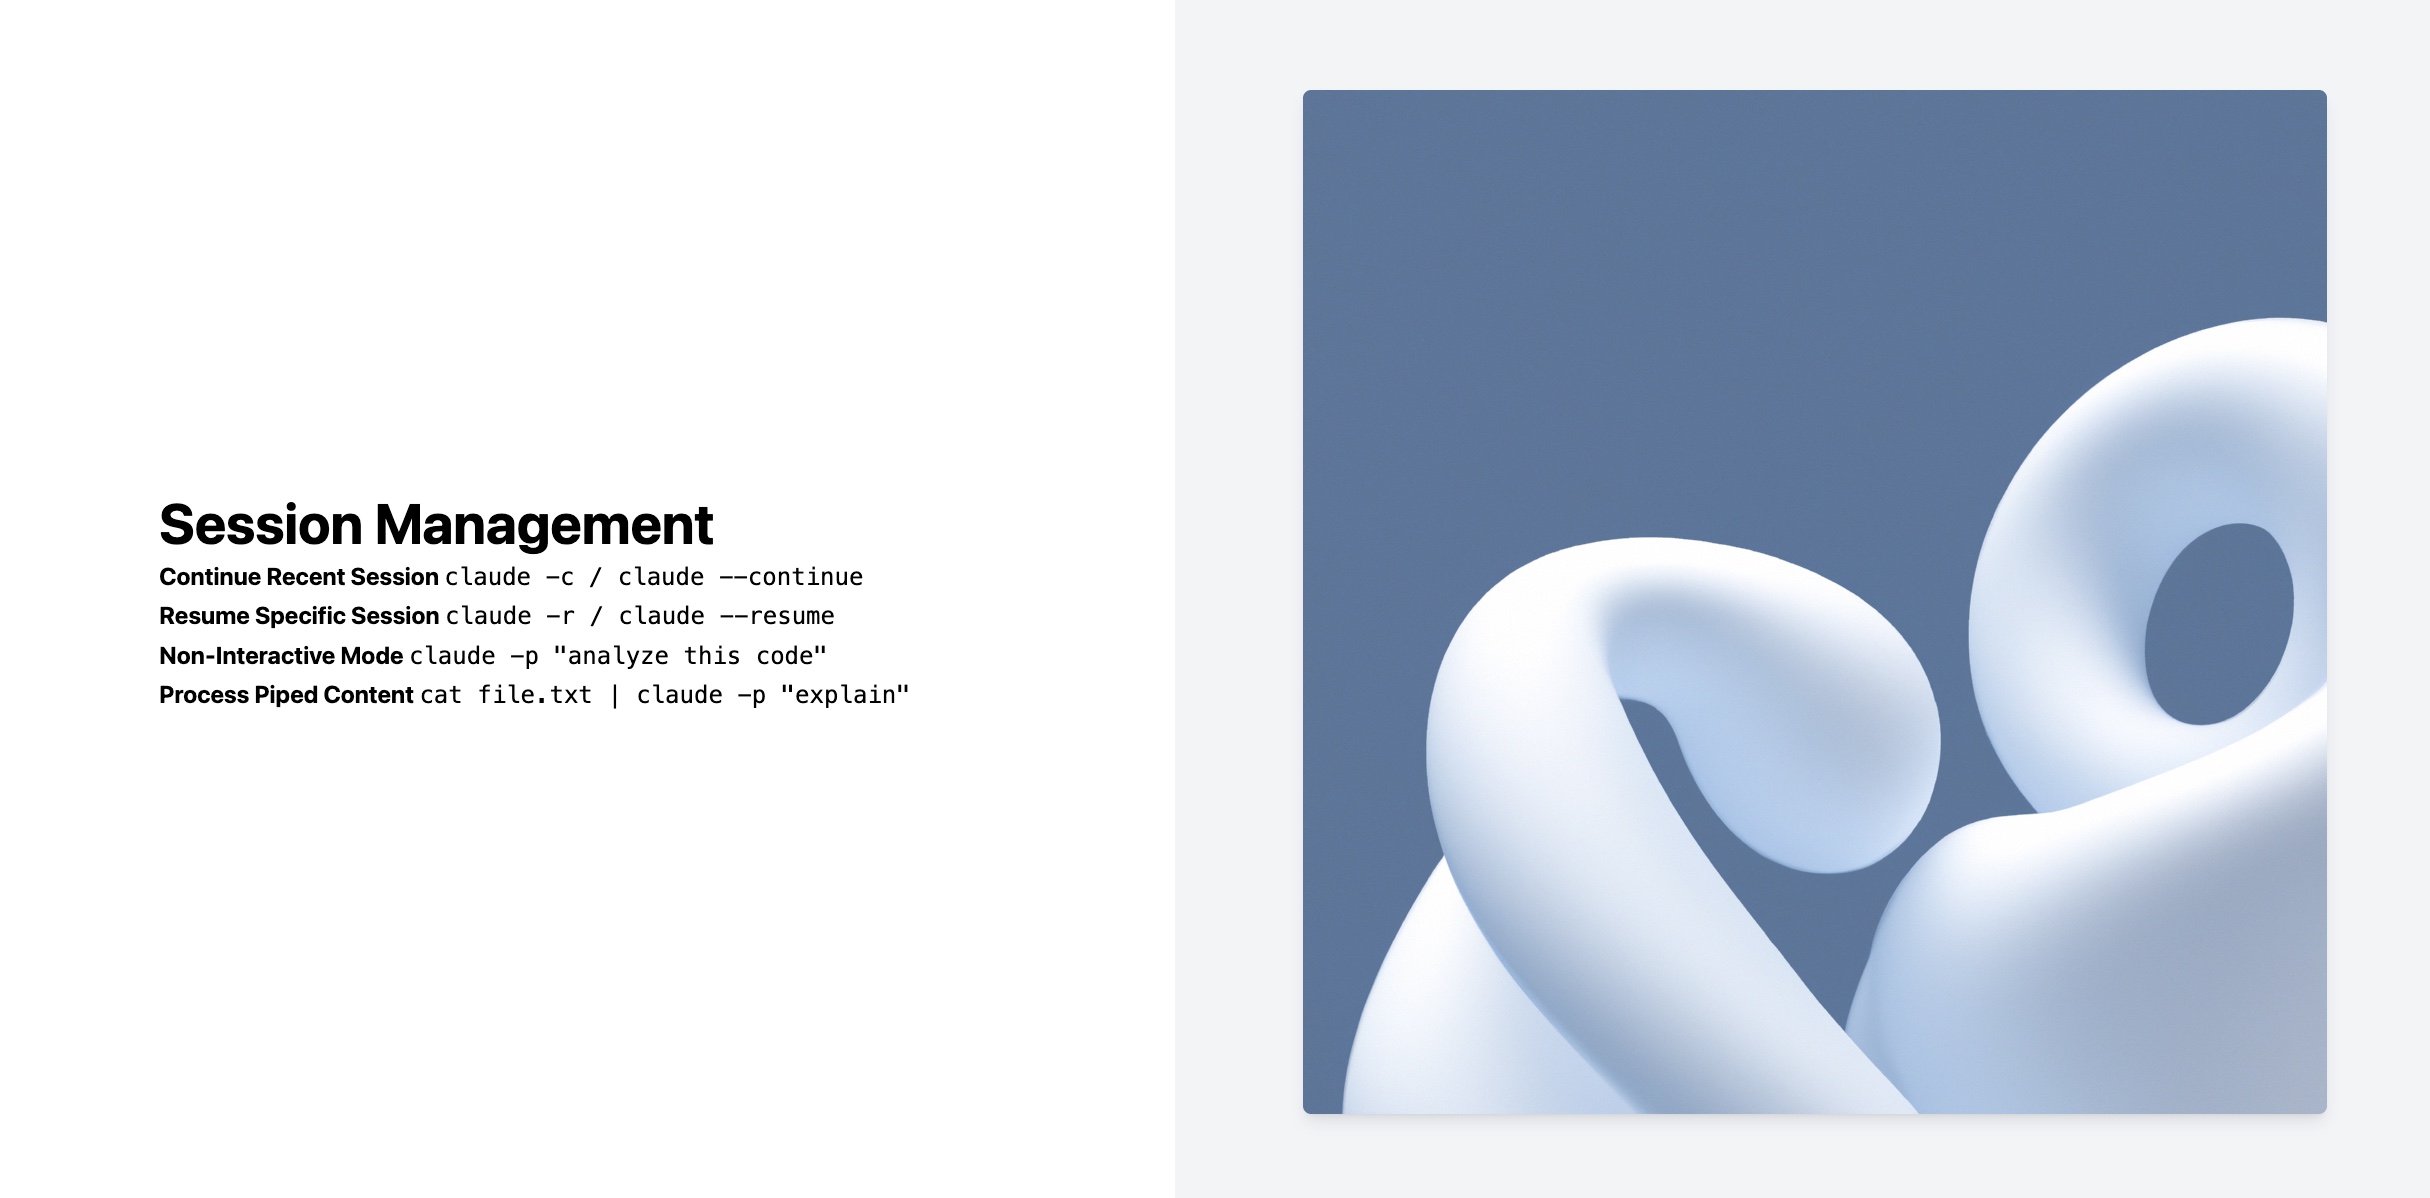 Session Management
Continue Recent Session claude -c / claude --continue
Resume Specific Session claude -r / claude --resume
Non-Interactive Mode claude -p "analyze this code"
Process Piped Content cat file.txt | claude -p "explain"